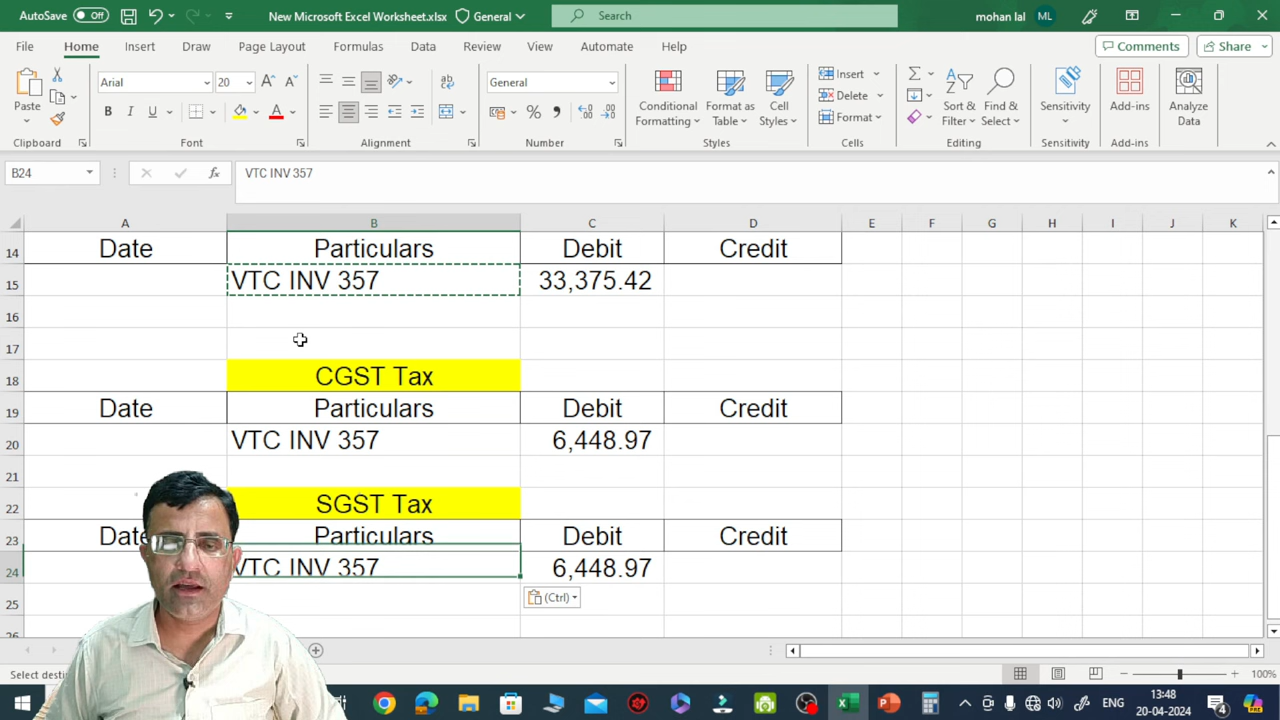 AutoSave Off New Microsoft Excel Worksheet.xlsx General Search mohan lal ML
File Home Insert Draw Page Layout Formulas Data Review View Automate Help Comments Share
Paste Arial 20 General Conditional Formatting Format as Table Cell Styles Insert Delete Format Sort & Filter Find & Select Sensitivity Add-ins Analyze Data
Clipboard Font Alignment Number Styles Cells Editing Sensitivity Add-ins
B24 VTC INV 357
A B C D E F G H I J K
14 Date Particulars Debit Credit
15 VTC INV 357 33,375.42
16
17
18 CGST Tax
19 Date Particulars Debit Credit
20 VTC INV 357 6,448.97
21
22 SGST Tax
23 Particulars Debit Credit
24 VTC INV 357 6,448.97
25 (Ctrl)
26
100%
ENG 13:48
20-04-2024 4